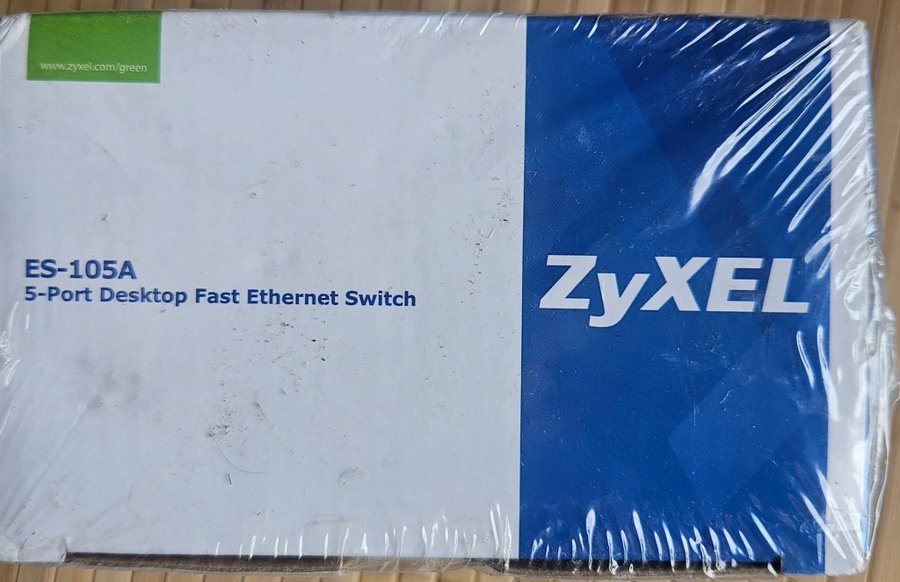 www.zyxel.com/green
ES-105A
5-Port Desktop Fast Ethernet Switch
ZyXEL